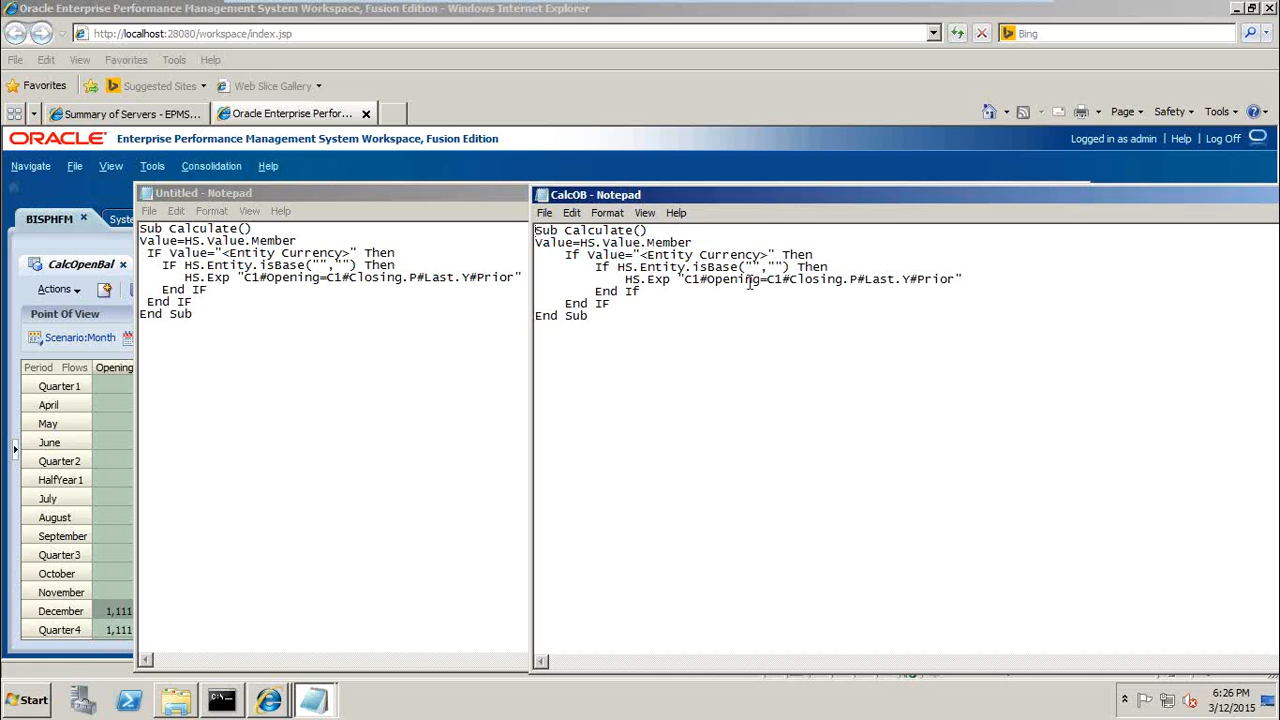 Oracle Enterprise Performance Management System Workspace, Fusion Edition - Windows Internet Explorer
http://localhost:28080/workspace/index.jsp
Bing
File Edit View Favorites Tools Help
Favorites Suggested Sites Web Slice Gallery
Summary of Servers - EPMS... Oracle Enterprise Perfor...
Page Safety Tools
ORACLE Enterprise Performance Management System Workspace, Fusion Edition
Logged in as admin Help Log Off
Navigate File View Tools Consolidation Help
BISPHFM Syste
CalcOpenBal
Actions
Point Of View
Scenario:Month
Period Flows Opening
Quarter1
April
May
June
Quarter2
HalfYear1
July
August
September
Quarter3
October
November
December 1,111
Quarter4 1,111
Untitled - Notepad
File Edit Format View Help
Sub Calculate()
Value=HS.Value.Member
IF Value="<Entity Currency>" Then
IF HS.Entity.isBase("","") Then
HS.Exp "C1#Opening=C1#Closing.P#Last.Y#Prior"
End IF
End IF
End Sub
CalcOB - Notepad
File Edit Format View Help
Sub Calculate()
Value=HS.Value.Member
If Value="<Entity Currency>" Then
If HS.Entity.isBase("","") Then
HS.Exp "C1#Opening=C1#Closing.P#Last.Y#Prior"
End If
End IF
End Sub
Start
6:26 PM
3/12/2015